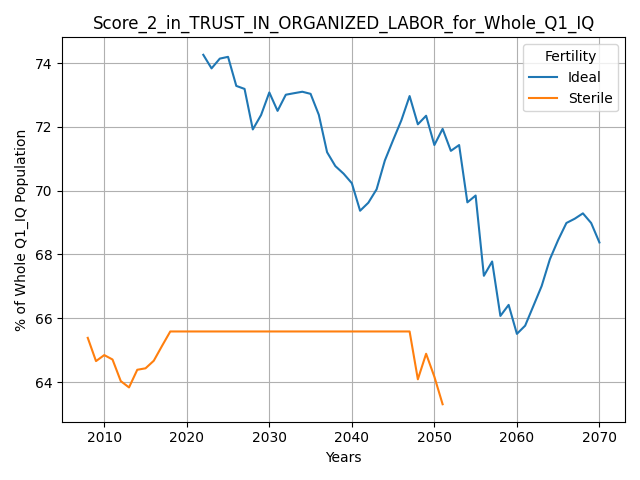 Score_2_in_TRUST_IN_ORGANIZED_LABOR_for_Whole_Q1_IQ
Fertility
Ideal
Sterile
% of Whole Q1_IQ Population
74
72
70
68
66
64
2010
2020
2030
2040
2050
2060
2070
Years